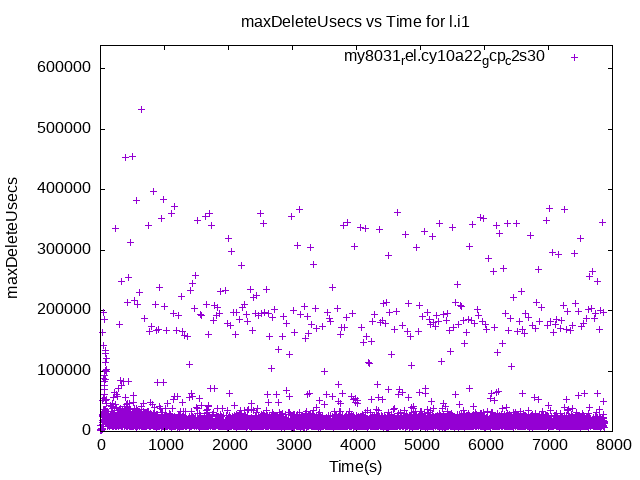 maxDeleteUsecs vs Time for l.i1
my8031rel.cy10a22gcpc2s30
600000
500000
400000
300000
200000
100000
0
maxDeleteUsecs
0 1000 2000 3000 4000 5000 6000 7000 8000
Time(s)